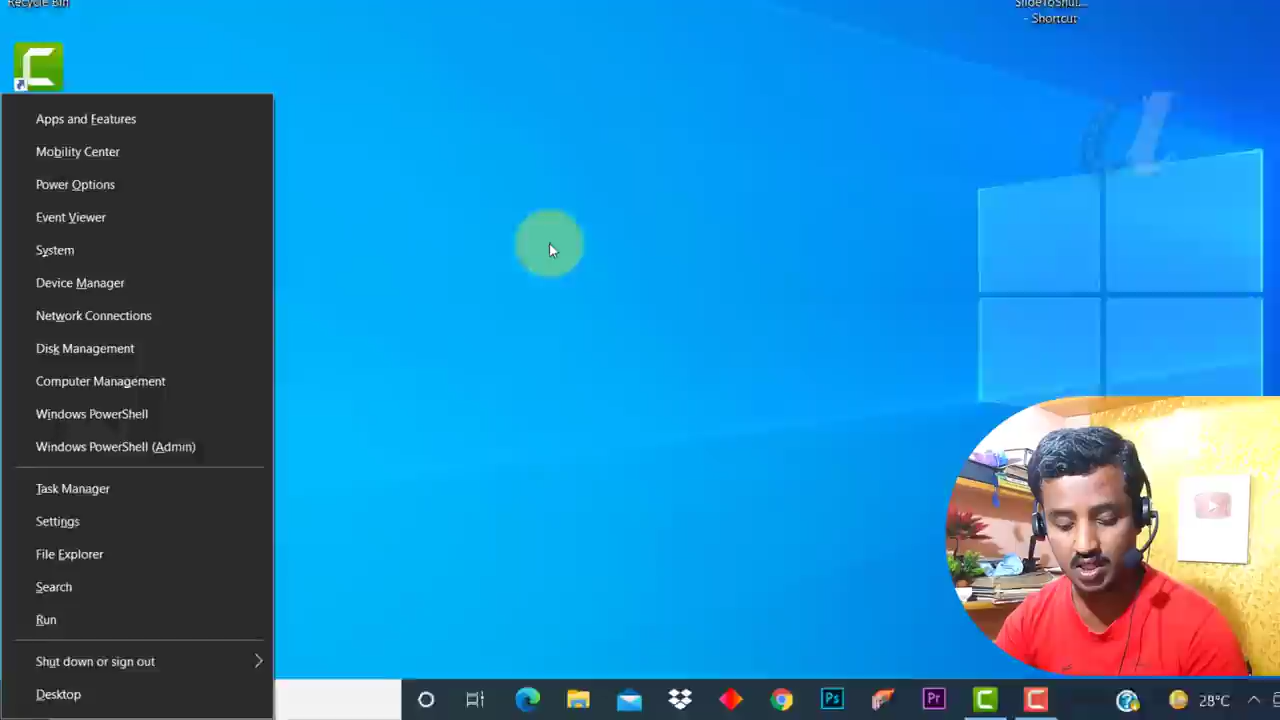 Recycle Bin
- Shortcut
Apps and Features
Mobility Center
Power Options
Event Viewer
System
Device Manager
Network Connections
Disk Management
Computer Management
Windows PowerShell
Windows PowerShell (Admin)
Task Manager
Settings
File Explorer
Search
Run
Shut down or sign out
Desktop
Ps
Pr
28°C